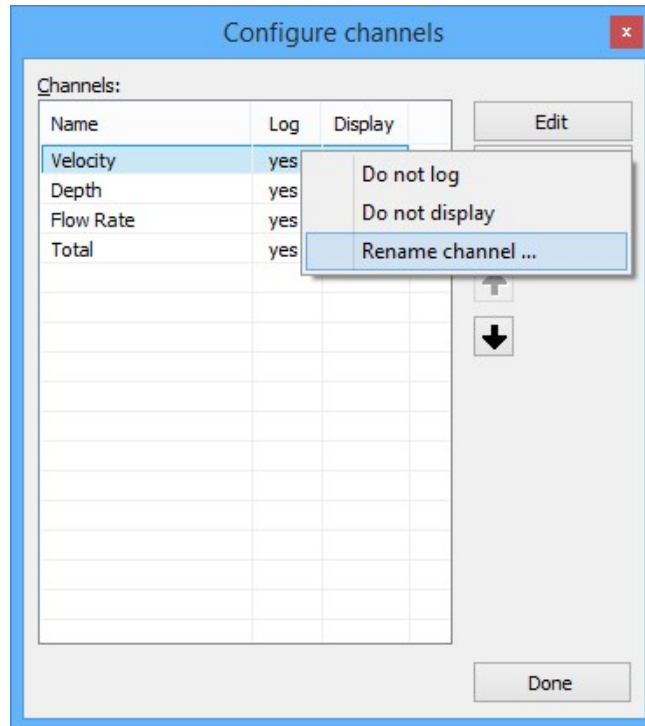 Configure channels
x
Channels:
Name Log Display
Edit
Velocity yes
Depth yes
Flow Rate yes
Total yes
Do not log
Do not display
Rename channel ...
Done